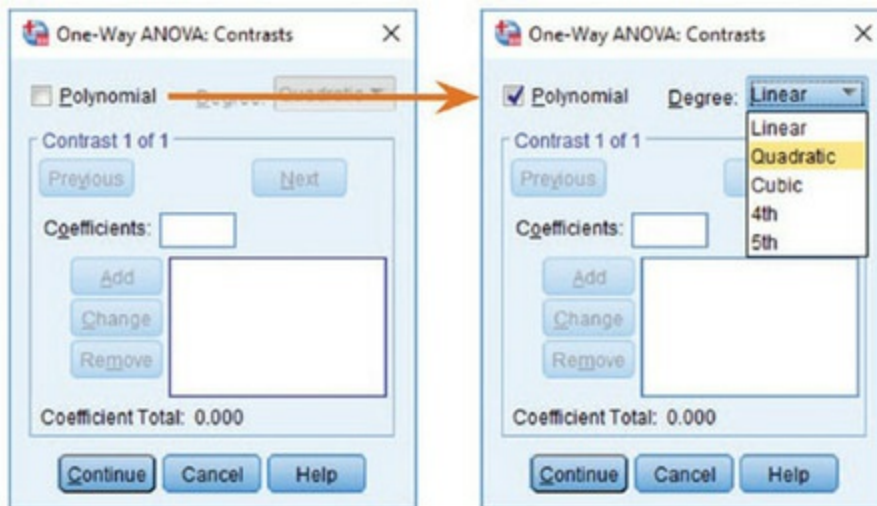 One-Way ANOVA: Contrasts
Polynomial Degree: Quadratic
Contrast 1 of 1
Previous Next
Coefficients:
Add
Change
Remove
Coefficient Total: 0.000
Continue Cancel Help
One-Way ANOVA: Contrasts
Polynomial Degree: Linear
Linear
Quadratic
Cubic
4th
5th
Contrast 1 of 1
Previous
Coefficients:
Add
Change
Remove
Coefficient Total: 0.000
Continue Cancel Help